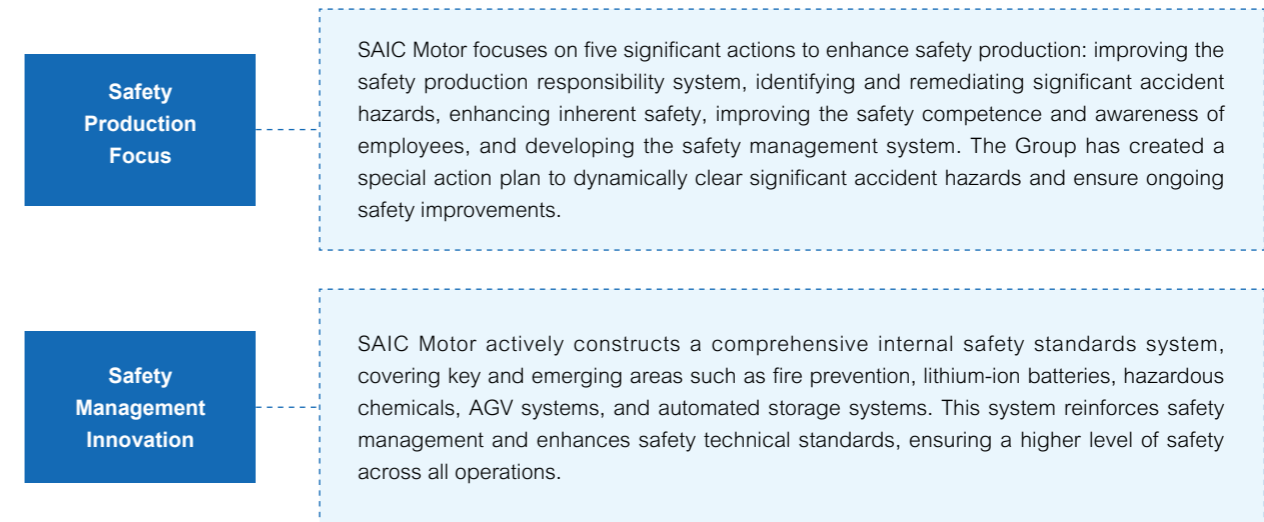 Safety
Production
Focus
SAIC Motor focuses on five significant actions to enhance safety production: improving the
safety production responsibility system, identifying and remediating significant accident
hazards, enhancing inherent safety, improving the safety competence and awareness of
employees, and developing the safety management system. The Group has created a
special action plan to dynamically clear significant accident hazards and ensure ongoing
safety improvements.
Safety
Management
Innovation
SAIC Motor actively constructs a comprehensive internal safety standards system,
covering key and emerging areas such as fire prevention, lithium-ion batteries, hazardous
chemicals, AGV systems, and automated storage systems. This system reinforces safety
management and enhances safety technical standards, ensuring a higher level of safety
across all operations.